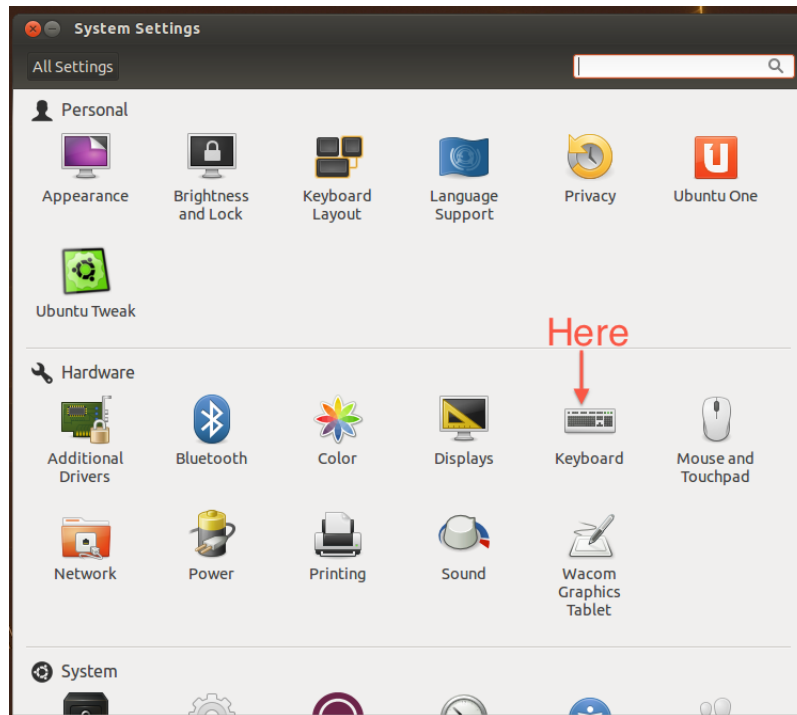 System Settings
All Settings
Personal
Appearance
Brightness
and Lock
Keyboard
Layout
Language
Support
Privacy
Ubuntu One
Ubuntu Tweak
Here
Hardware
Additional
Drivers
Bluetooth
Color
Displays
Keyboard
Mouse and
Touchpad
Network
Power
Printing
Sound
Wacom
Graphics
Tablet
System